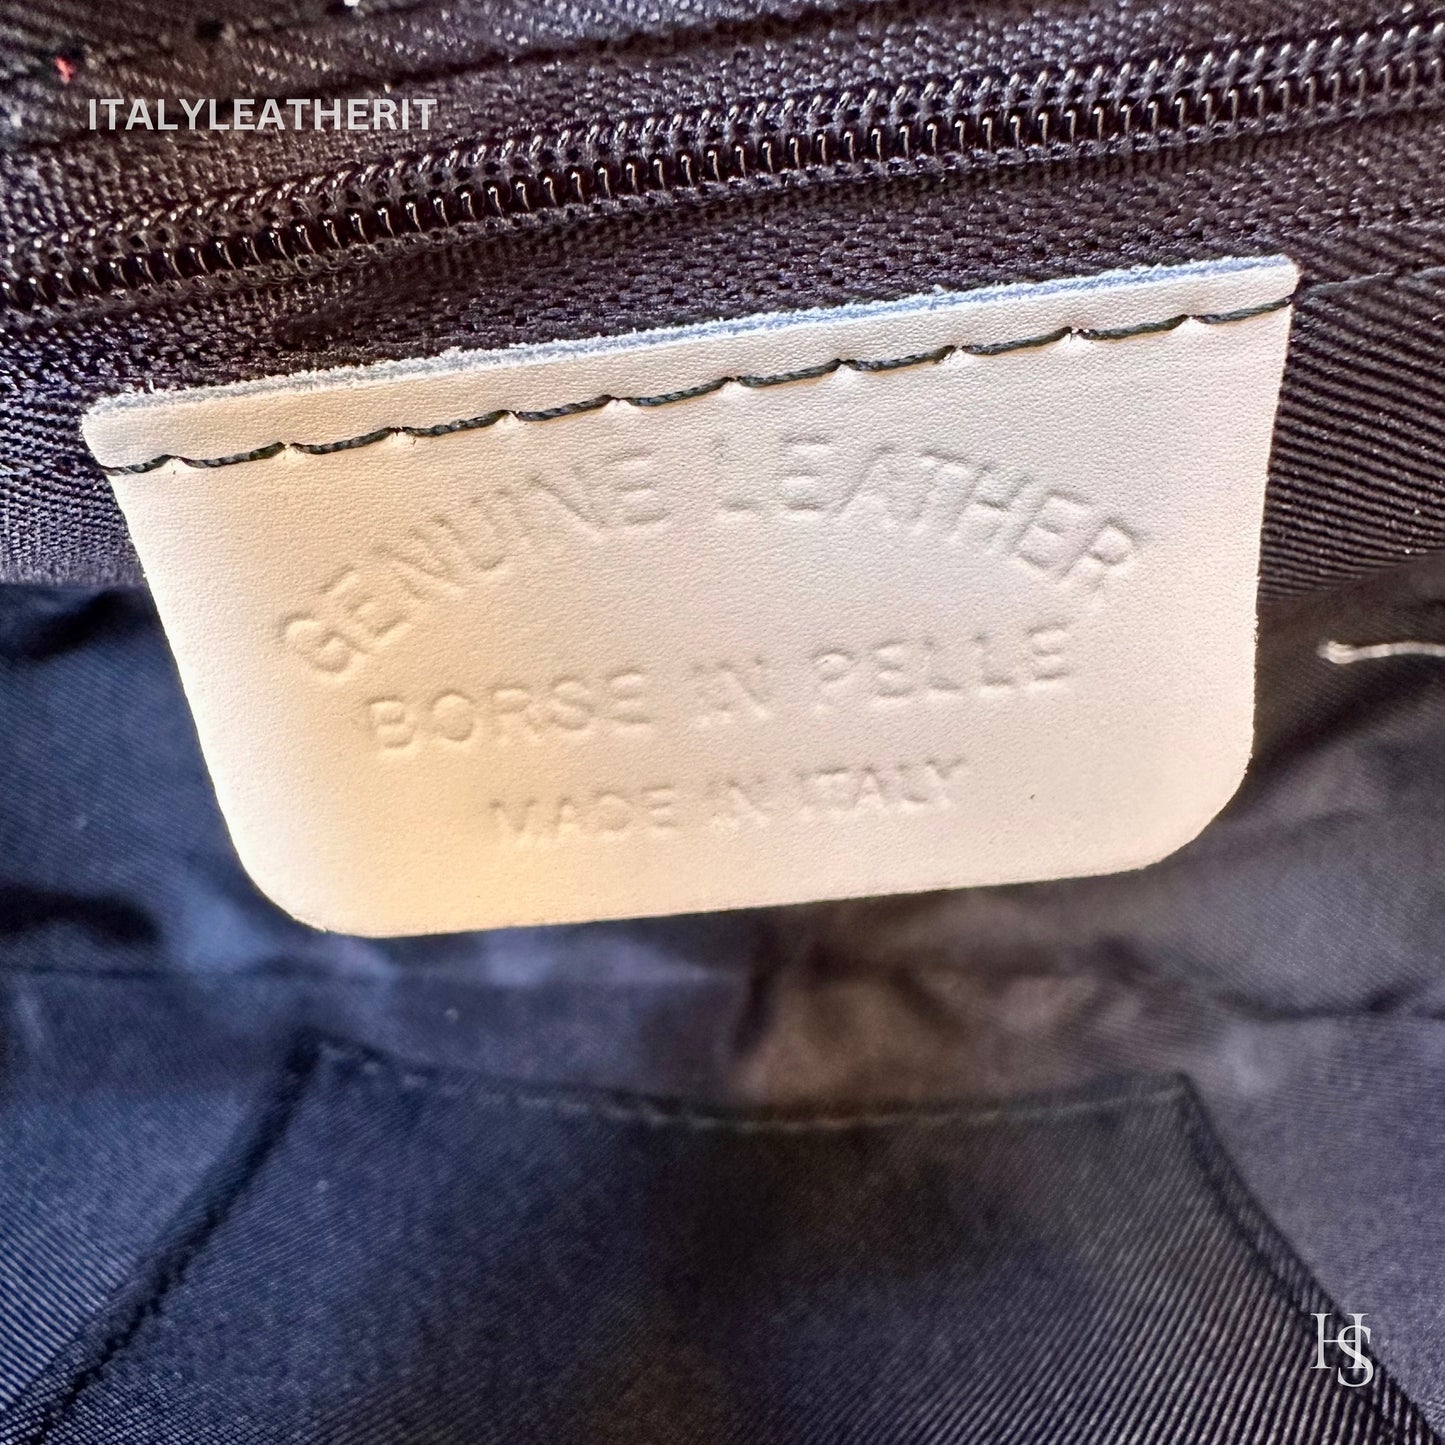 ITALYLEATHERIT
GENUINE LEATHER
BORSE IN PELLE
MADE IN ITALY
HS